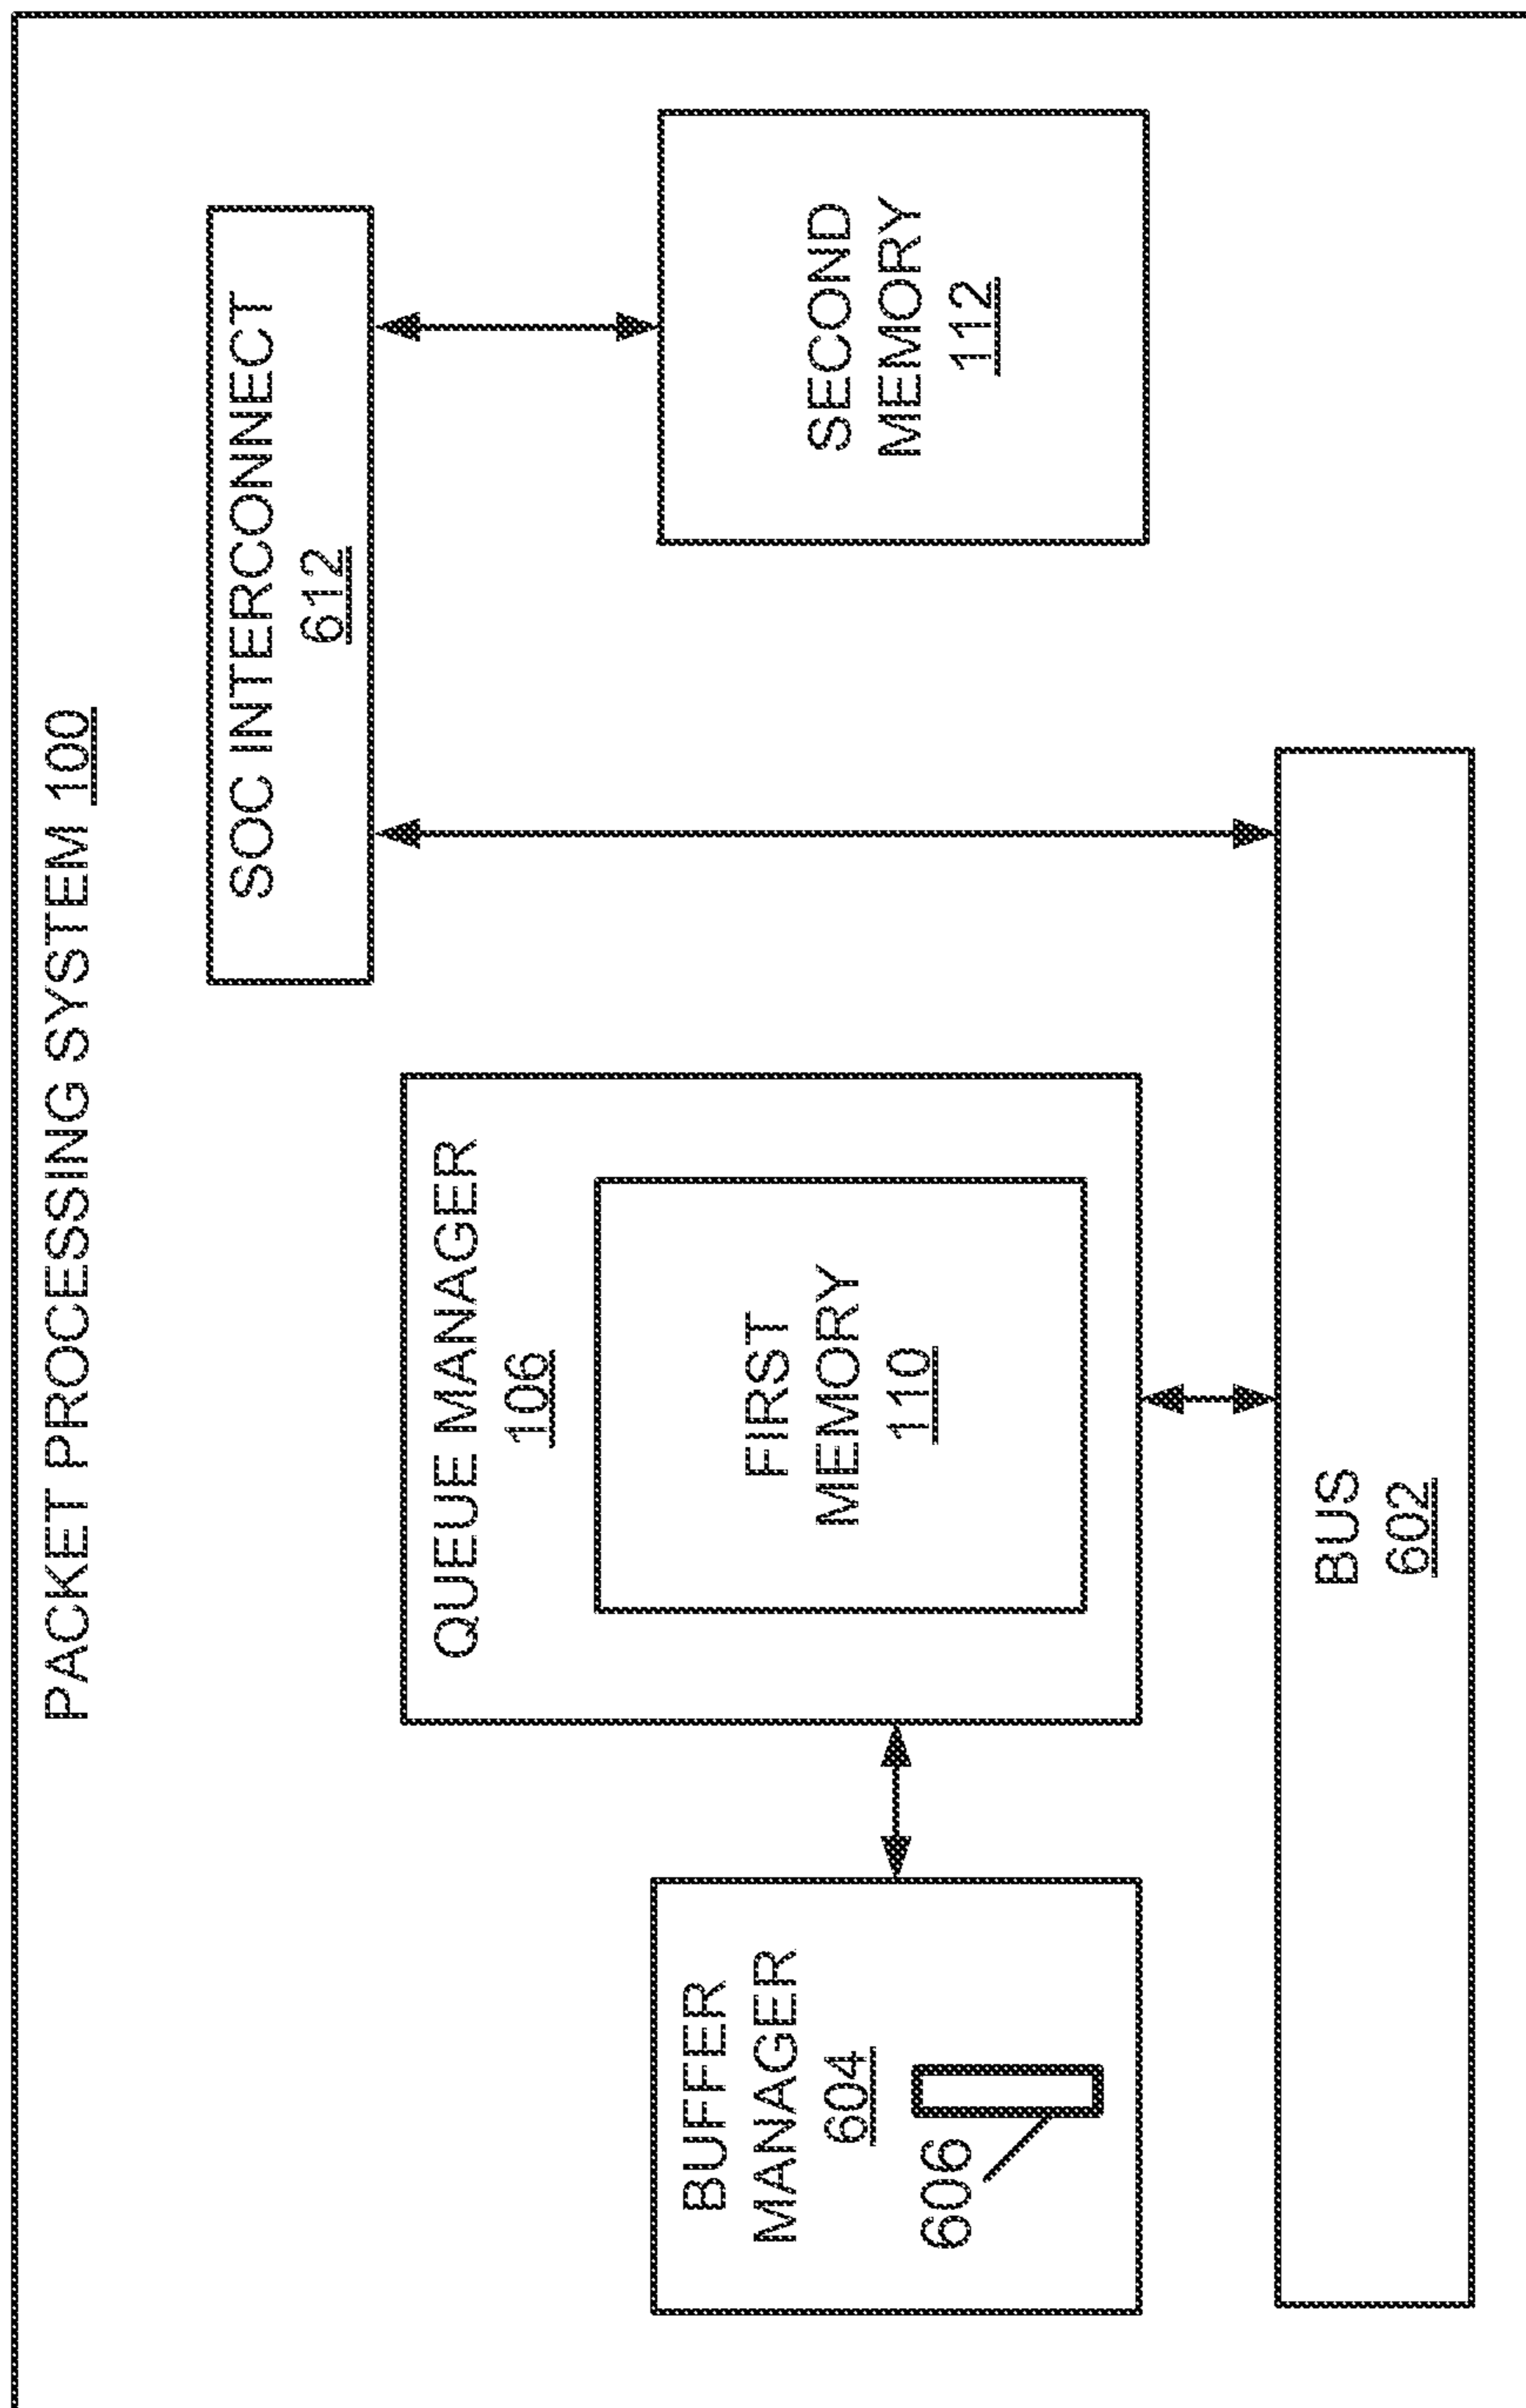 PACKET PROCESSING SYSTEM 100
SOC INTERCONNECT
612
QUEUE MANAGER
106
FIRST
MEMORY
110
SECOND
MEMORY
112
BUFFER
MANAGER
604
606
BUS
602